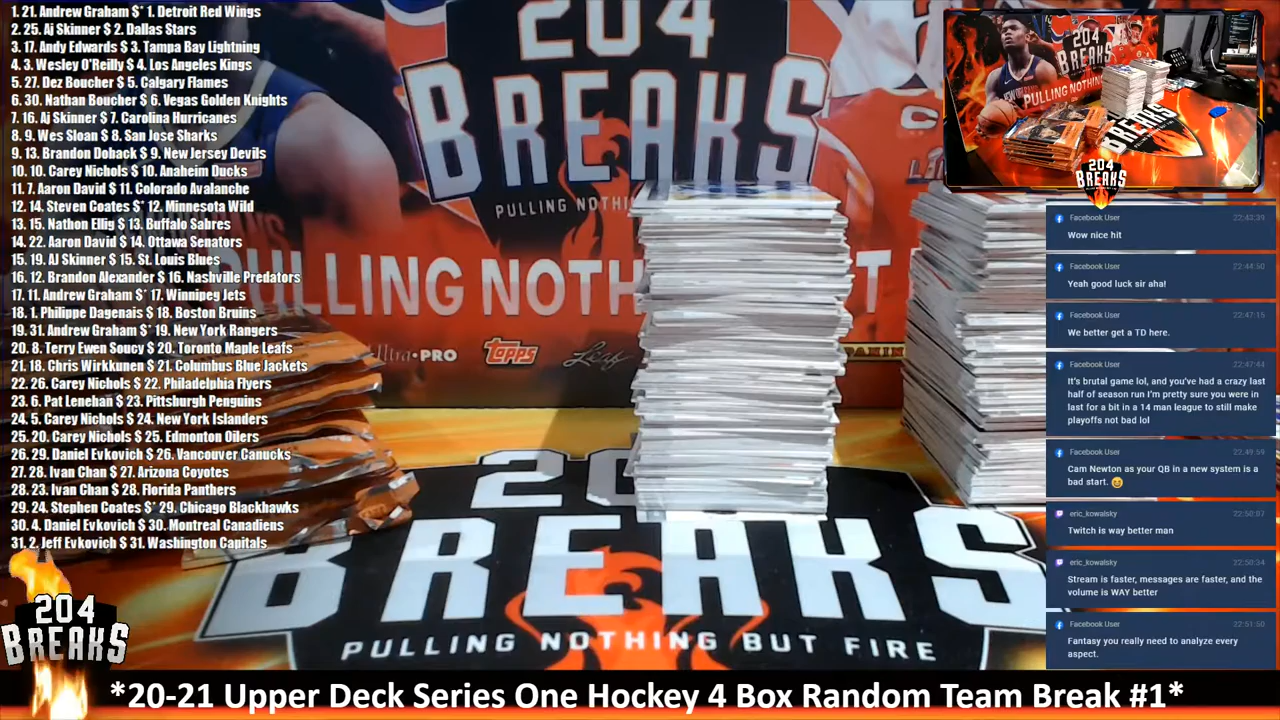 1. 21. Andrew Graham $* 1. Detroit Red Wings
2. 25. Aj Skinner $ 2. Dallas Stars
3. 17. Andy Edwards $ 3. Tampa Bay Lightning
4. 3. Wesley O'Reilly $ 4. Los Angeles Kings
5. 27. Dez Boucher $ 5. Calgary Flames
6. 30. Nathan Boucher $ 6. Vegas Golden Knights
7. 16. Aj Skinner $ 7. Carolina Hurricanes
8. 9. Wes Sloan $ 8. San Jose Sharks
9. 13. Brandon Doback $ 9. New Jersey Devils
10. 10. Carey Nichols $ 10. Anaheim Ducks
11. 7. Aaron David $ 11. Colorado Avalanche
12. 14. Steven Coates $* 12. Minnesota Wild
13. 15. Nathon Ellig $ 13. Buffalo Sabres
14. 22. Aaron David $ 14. Ottawa Senators
15. 19. AJ Skinner $ 15. St. Louis Blues
16. 12. Brandon Alexander $ 16. Nashville Predators
17. 11. Andrew Graham $* 17. Winnipeg Jets
18. 1. Philippe Dagenais $ 18. Boston Bruins
19. 31. Andrew Graham $* 19. New York Rangers
20. 8. Terry Ewen Soucy $ 20. Toronto Maple Leafs
21. 18. Chris Wirkkunen $ 21. Columbus Blue Jackets
22. 26. Carey Nichols $ 22. Philadelphia Flyers
23. 6. Pat Lenehan $ 23. Pittsburgh Penguins
24. 5. Carey Nichols $ 24. New York Islanders
25. 20. Carey Nichols $ 25. Edmonton Oilers
26. 29. Daniel Evkovich $ 26. Vancouver Canucks
27. 28. Ivan Chan $ 27. Arizona Coyotes
28. 23. Ivan Chan $ 28. Florida Panthers
29. 24. Stephen Coates $* 29. Chicago Blackhawks
30. 4. Daniel Evkovich $ 30. Montreal Canadiens
31. 2. Jeff Evkovich $ 31. Washington Capitals
204
BREAKS
PULLING NOTHI
PULLING NOTH
T
Ultra·PRO
Topps
Leaf
PANINI
20
BREAKS
PULLING NOTHING BUT FIRE
204
BREAKS
204
BREAKS
PULLING NOTHING
BREAKS
204
BREAKS
Facebook User 22:43:39
Wow nice hit
Facebook User 22:44:50
Yeah good luck sir aha!
Facebook User 22:47:15
We better get a TD here.
Facebook User 22:47:44
It's brutal game lol, and you've had a crazy last
half of season run I'm pretty sure you were in
last for a bit in a 14 man league to still make
playoffs not bad lol
Facebook User 22:49:59
Cam Newton as your QB in a new system is a
bad start. 😆
eric_kowalsky 22:50:07
Twitch is way better man
eric_kowalsky 22:50:34
Stream is faster, messages are faster, and the
volume is WAY better
Facebook User 22:51:50
Fantasy you really need to analyze every
aspect.
*20-21 Upper Deck Series One Hockey 4 Box Random Team Break #1*